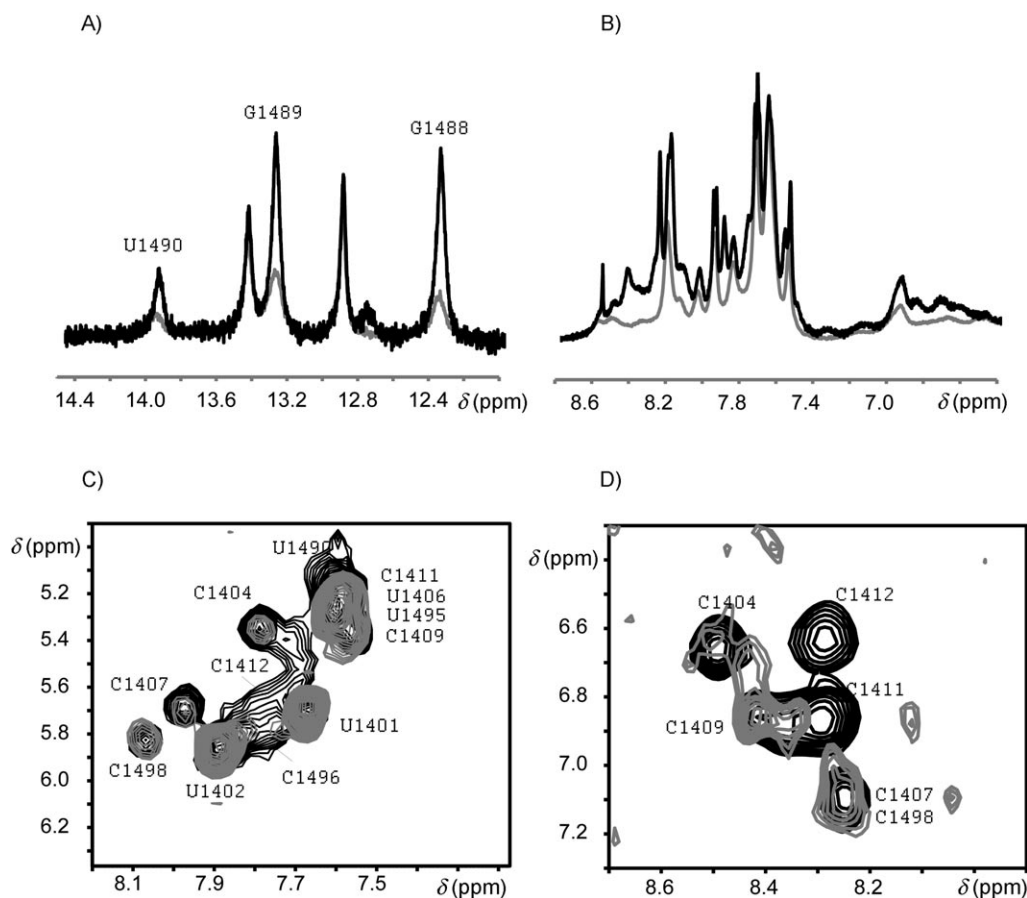 A)
B)
G1489
G1488
U1490
14.4 14.0 13.6 13.2 12.8 12.4 δ (ppm)
8.6 8.2 7.8 7.4 7.0 δ (ppm)
C)
D)
δ (ppm)
5.2
5.4
5.6
5.8
6.0
6.2
U1490
C1411
U1406
U1495
C1409
C1404
C1412
C1407
U1401
C1498
C1496
U1402
8.1 7.9 7.7 7.5 δ (ppm)
δ (ppm)
6.6
6.8
7.0
7.2
C1404
C1412
C1411
C1409
C1407
C1498
8.6 8.4 8.2 δ (ppm)